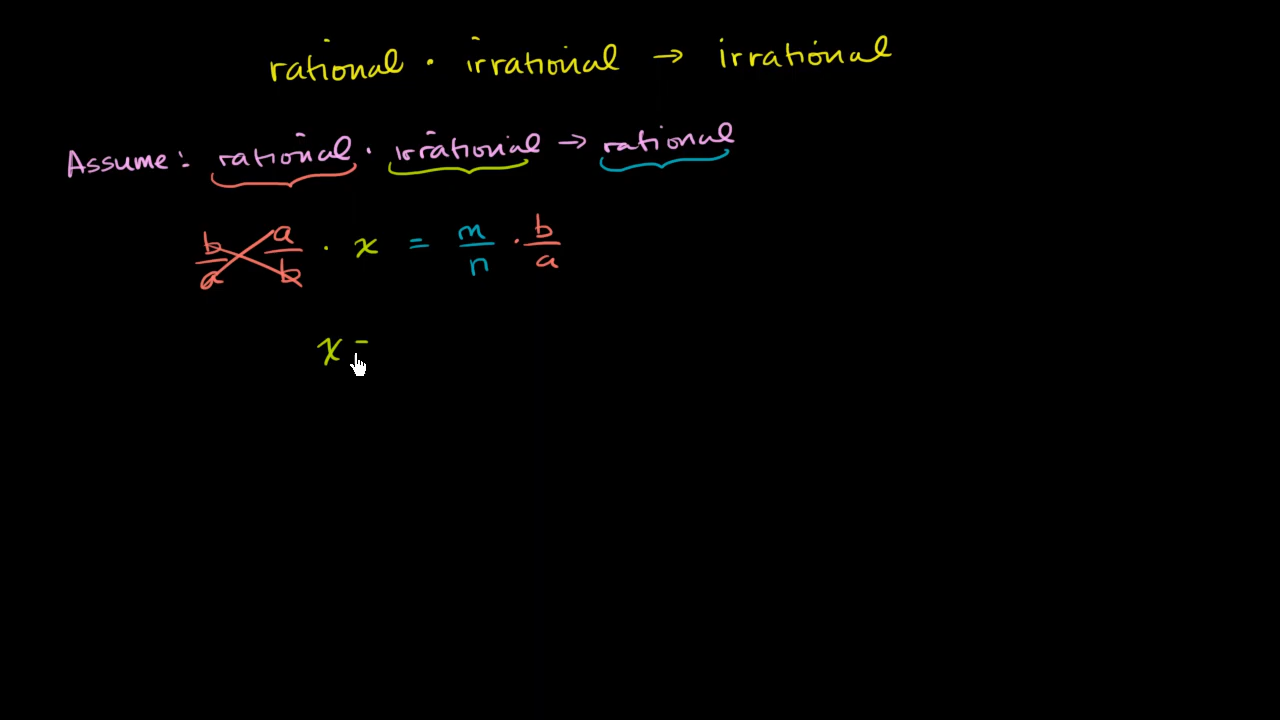 rational · irrational → irrational
Assume: rational · irrational → rational
b/a a/b · x = m/n · b/a
x =